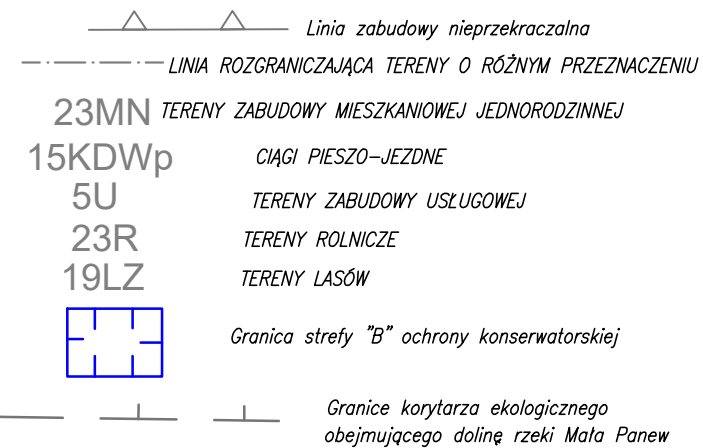 Linia zabudowy nieprzekraczalna
LINIA ROZGRANICZAJĄCA TERENY O RÓŻNYM PRZEZNACZENIU
23MN TERENY ZABUDOWY MIESZKANIOWEJ JEDNORODZINNEJ
15KDWp CIĄGI PIESZO-JEZDNE
5U TERENY ZABUDOWY USŁUGOWEJ
23R TERENY ROLNICZE
19LZ TERENY LASÓW
Granica strefy "B" ochrony konserwatorskiej
Granice korytarza ekologicznego
obejmującego dolinę rzeki Mała Panew